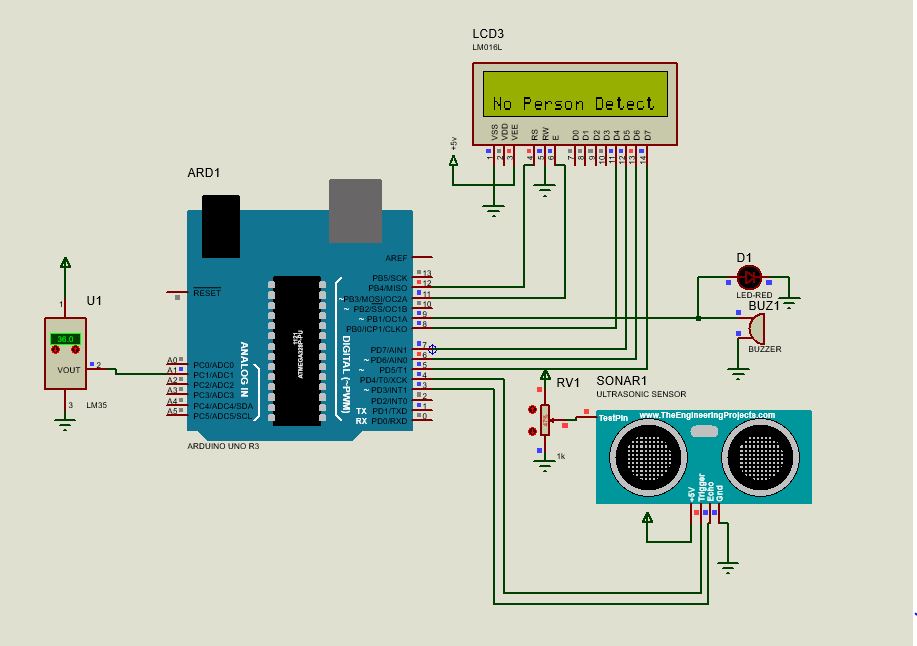 LCD3
LM016L
No Person Detect
VSS
VDD
VEE
RS
RW
E
D0
D1
D2
D3
D4
D5
D6
D7
1
2
3
4
5
6
7
8
9
10
11
12
13
14
+5v
ARD1
AREF
RESET
PB5/SCK
13
PB4/MISO
12
~PB3/MOSI/OC2A
11
~ PB2/SS/OC1B
10
~ PB1/OC1A
9
PB0/ICP1/CLKO
8
PD7/AIN1
7
~ PD6/AIN0
6
~ PD5/T1
5
PD4/T0/XCK
4
~ PD3/INT1
3
PD2/INT0
2
TX PD1/TXD
1
RX PD0/RXD
0
DIGITAL (~PWM)
ANALOG IN
ATMEGA328P-PU
1121
A0
PC0/ADC0
A1
PC1/ADC1
A2
PC2/ADC2
A3
PC3/ADC3
A4
PC4/ADC4/SDA
A5
PC5/ADC5/SCL
ARDUINO UNO R3
U1
1
36.0
VOUT
2
3
LM35
D1
LED-RED
BUZ1
BUZZER
RV1
1k
SONAR1
ULTRASONIC SENSOR
TestPin
www.TheEngineeringProjects.com
+5V
Trigger
Echo
Gnd